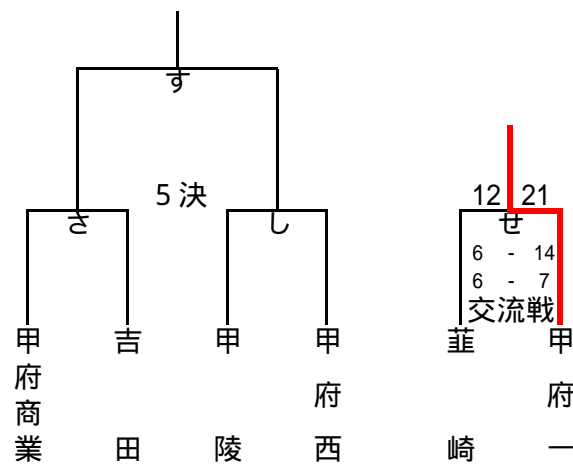 す
5決
さ
し
12 21
せ
6 - 14
6 - 7
交流戦
甲府商業
吉田
甲陵
甲府西
韮崎
甲府一